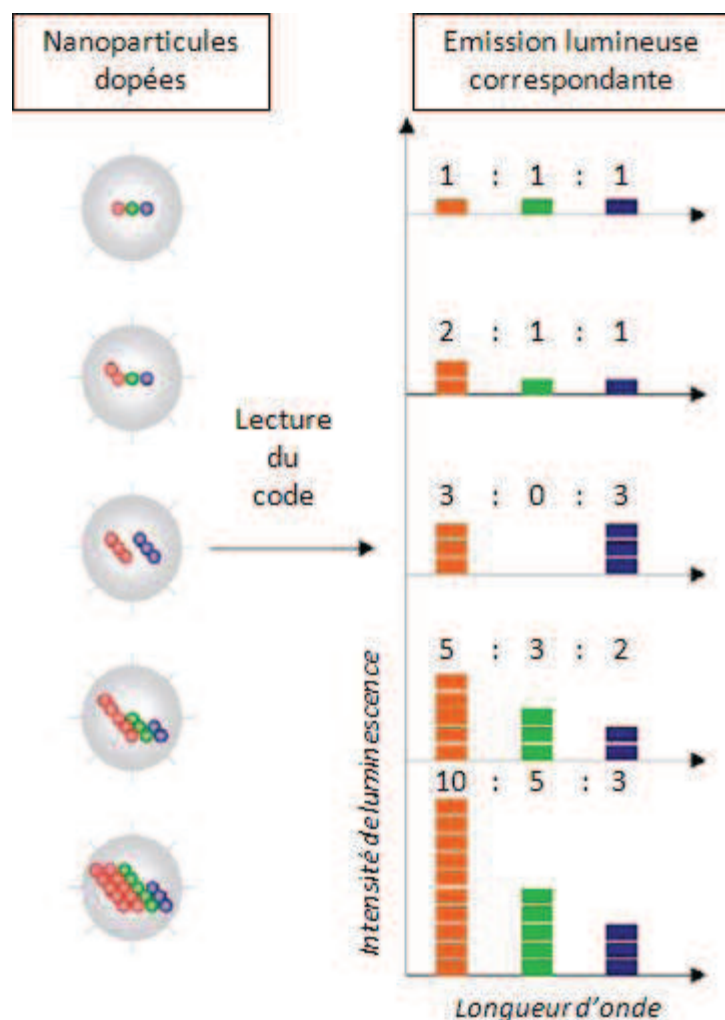 Nanoparticules
dopées
Emission lumineuse
correspondante
1 : 1 : 1
2 : 1 : 1
Lecture
du
code
3 : 0 : 3
5 : 3 : 2
10 : 5 : 3
Intensité de luminescence
Longueur d'onde